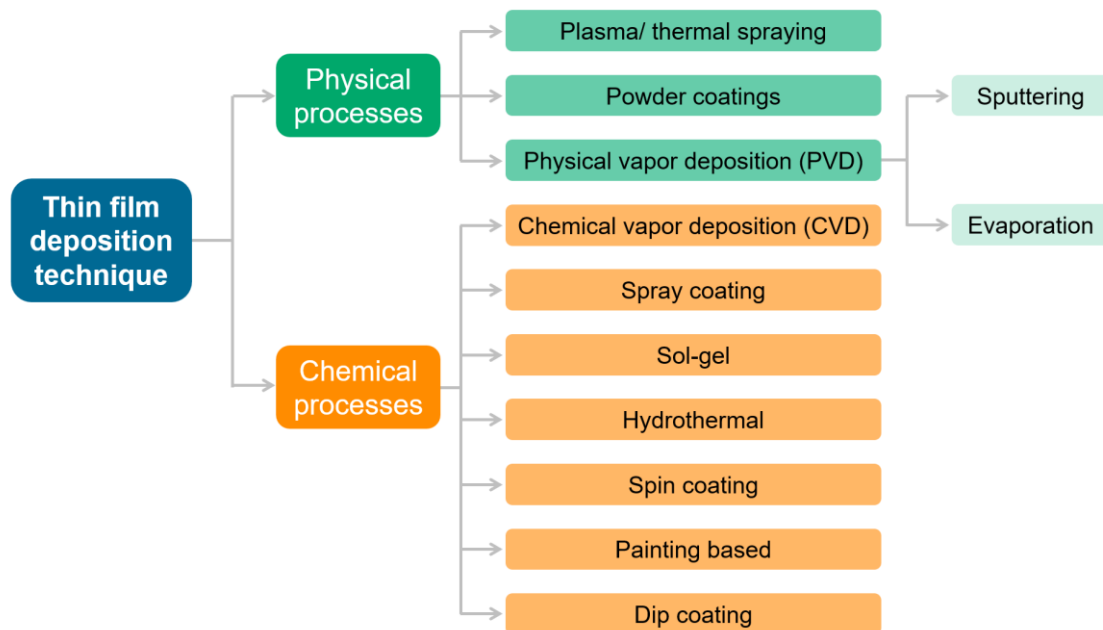 Thin film
deposition
technique
Physical
processes
Plasma/ thermal spraying
Powder coatings
Physical vapor deposition (PVD)
Sputtering
Evaporation
Chemical
processes
Chemical vapor deposition (CVD)
Spray coating
Sol-gel
Hydrothermal
Spin coating
Painting based
Dip coating